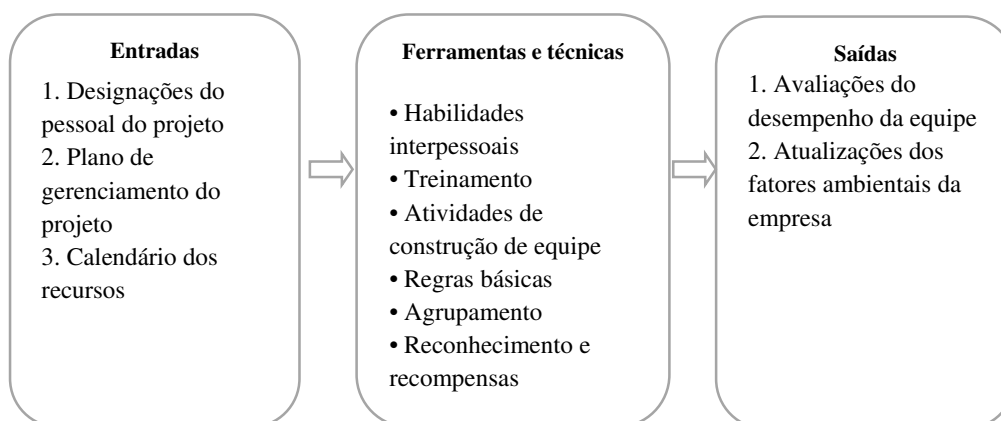 Entradas
1. Designações do
pessoal do projeto
2. Plano de
gerenciamento do
projeto
3. Calendário dos
recursos
Ferramentas e técnicas
• Habilidades
interpessoais
• Treinamento
• Atividades de
construção de equipe
• Regras básicas
• Agrupamento
• Reconhecimento e
recompensas
Saídas
1. Avaliações do
desempenho da equipe
2. Atualizações dos
fatores ambientais da
empresa